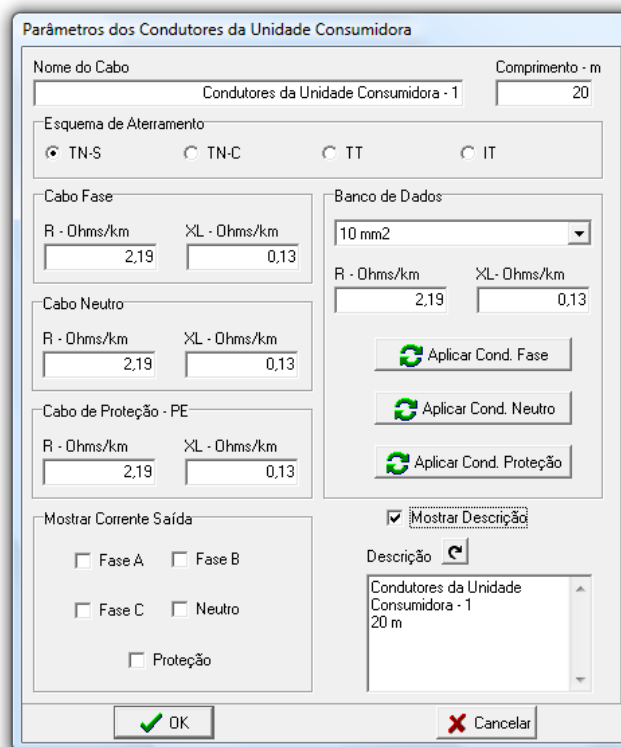 Parâmetros dos Condutores da Unidade Consumidora
Nome do Cabo
Comprimento - m
Condutores da Unidade Consumidora - 1
20
Esquema de Aterramento
TN-S
TN-C
TT
IT
Cabo Fase
R - Ohms/km
XL - Ohms/km
2,19
0,13
Cabo Neutro
R - Ohms/km
XL - Ohms/km
2,19
0,13
Cabo de Proteção - PE
R - Ohms/km
XL - Ohms/km
2,19
0,13
Banco de Dados
10 mm2
R - Ohms/km
XL- Ohms/km
2,19
0,13
Aplicar Cond. Fase
Aplicar Cond. Neutro
Aplicar Cond. Proteção
Mostrar Corrente Saída
Fase A
Fase B
Fase C
Neutro
Proteção
Mostrar Descrição
Descrição
Condutores da Unidade
Consumidora - 1
20 m
OK
Cancelar